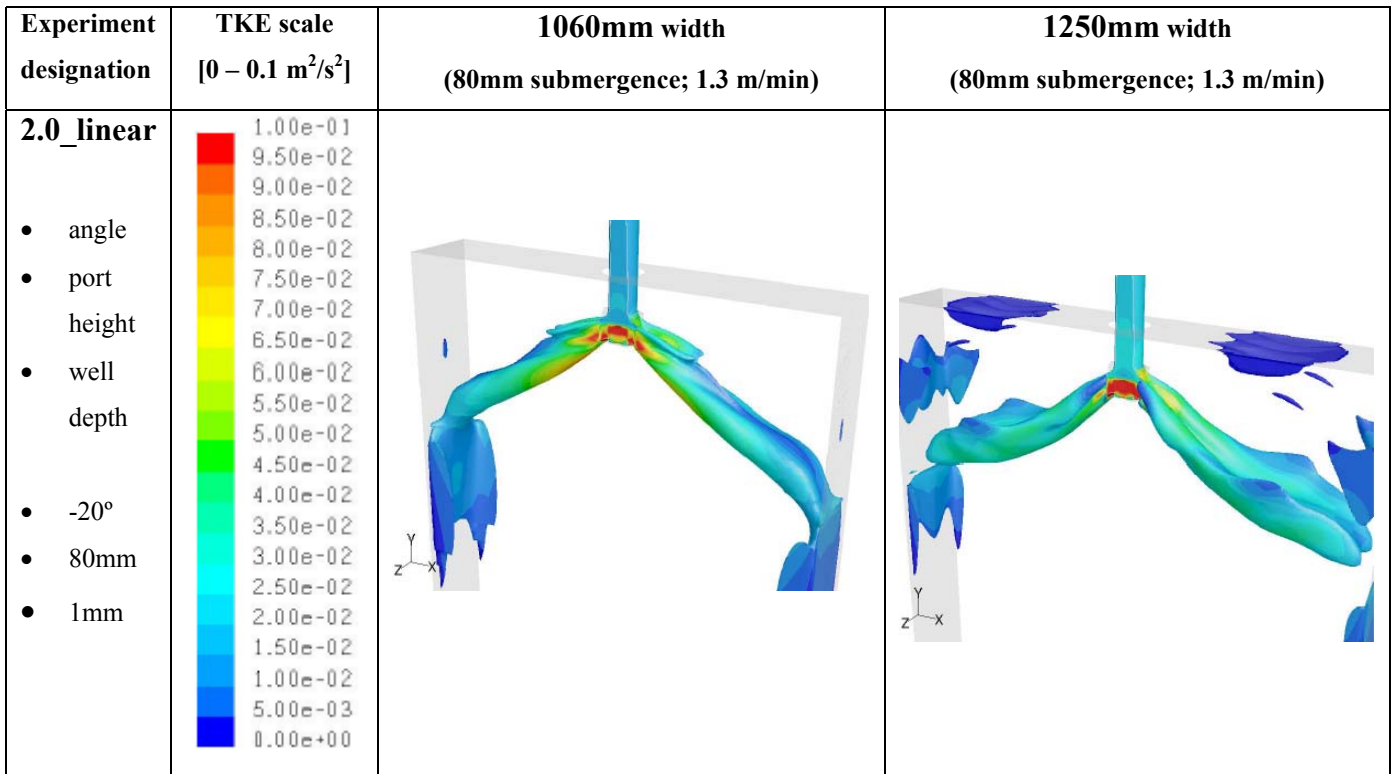 Experiment designation
TKE scale
[0 – 0.1 m²/s²]
1060mm width
(80mm submergence; 1.3 m/min)
1250mm width
(80mm submergence; 1.3 m/min)
2.0_linear
• angle
• port
height
• well
depth
• -20º
• 80mm
• 1mm
1.00e-01
9.50e-02
9.00e-02
8.50e-02
8.00e-02
7.50e-02
7.00e-02
6.50e-02
6.00e-02
5.50e-02
5.00e-02
4.50e-02
4.00e-02
3.50e-02
3.00e-02
2.50e-02
2.00e-02
1.50e-02
1.00e-02
5.00e-03
0.00e+00
Y
Z X
Y
Z X